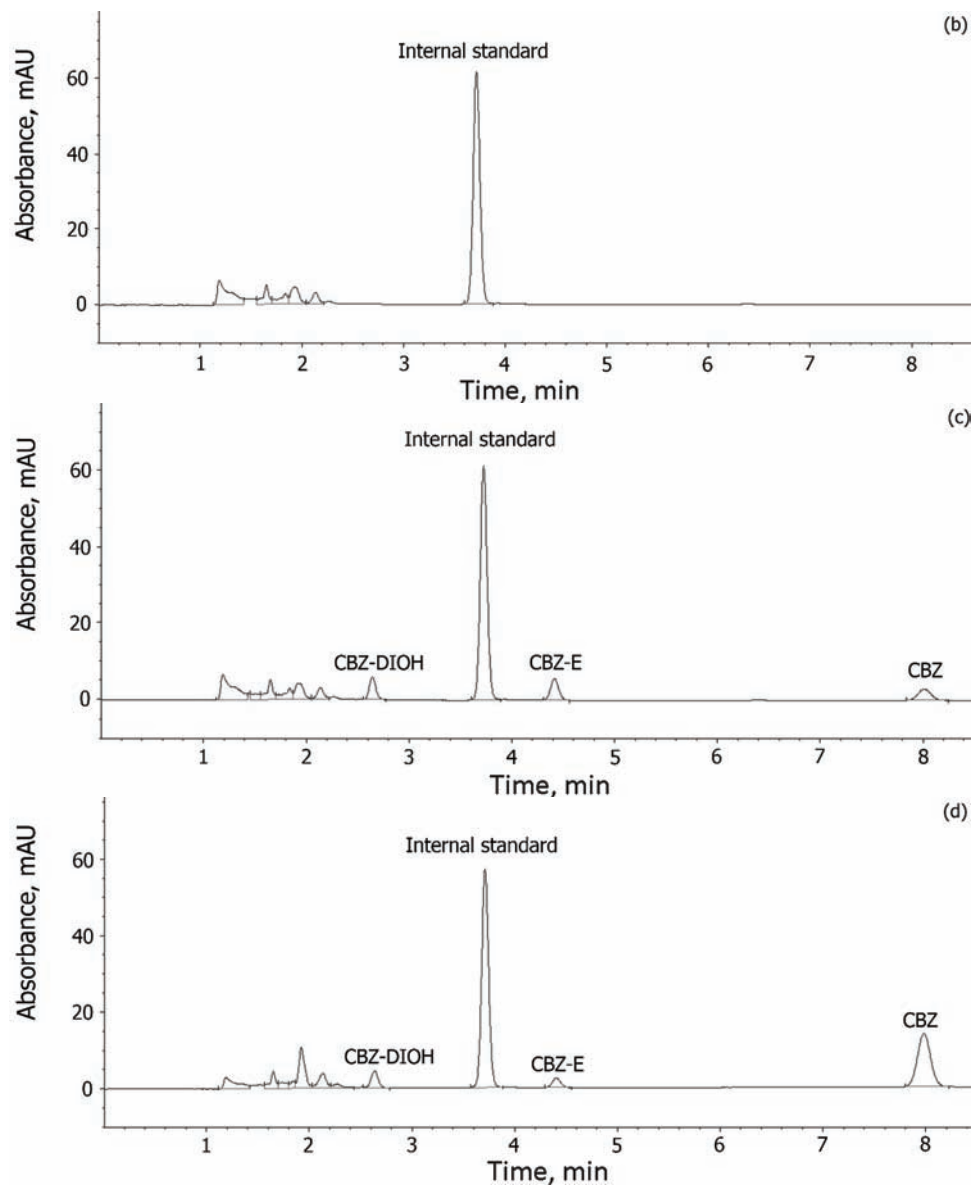 (b)
Internal standard
Absorbance, mAU
60
40
20
0
1 2 3 4 5 6 7 8
Time, min
(c)
Internal standard
Absorbance, mAU
60
40
20
0
CBZ-DIOH
CBZ-E
CBZ
1 2 3 4 5 6 7 8
Time, min
(d)
Internal standard
Absorbance, mAU
60
40
20
0
CBZ-DIOH
CBZ-E
CBZ
1 2 3 4 5 6 7 8
Time, min